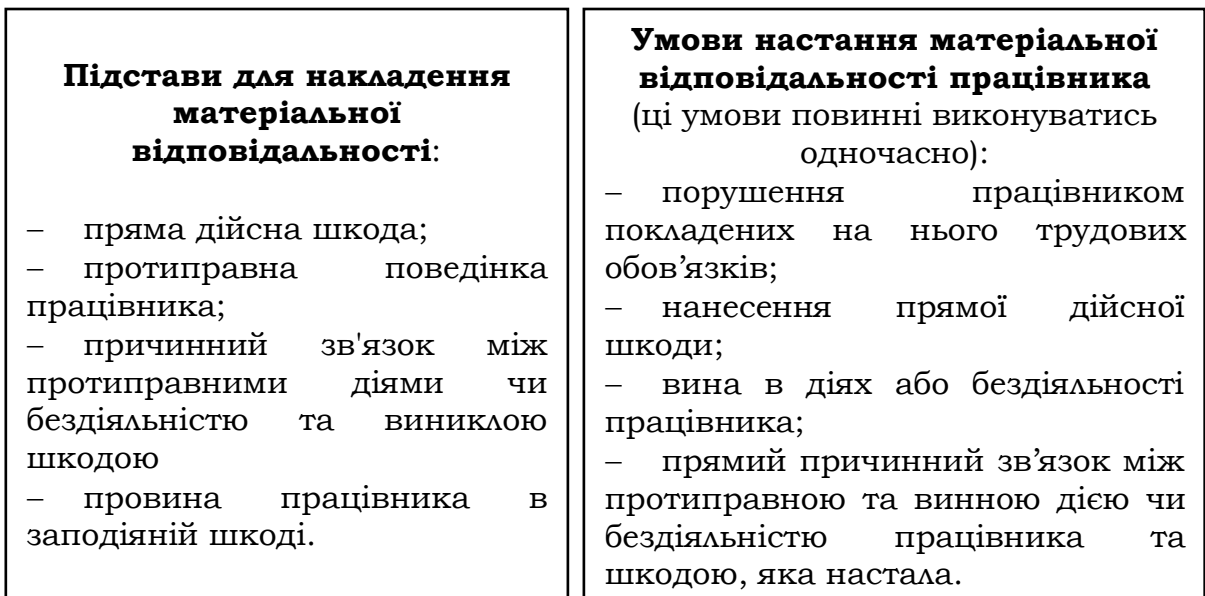 Підстави для накладення
матеріальної
відповідальності:
– пряма дійсна шкода;
– протиправна поведінка
працівника;
– причинний зв'язок між
протиправними діями чи
бездіяльністю та виниклою
шкодою
– провина працівника в
заподіяній шкоді.
Умови настання матеріальної
відповідальності працівника
(ці умови повинні виконуватись
одночасно):
– порушення працівником
покладених на нього трудових
обов’язків;
– нанесення прямої дійсної
шкоди;
– вина в діях або бездіяльності
працівника;
– прямий причинний зв’язок між
протиправною та винною дією чи
бездіяльністю працівника та
шкодою, яка настала.